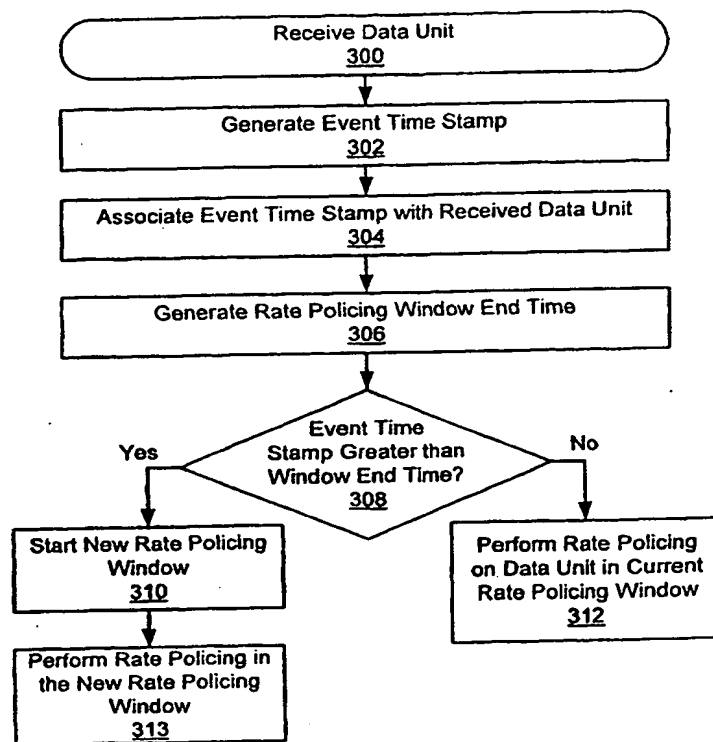 Receive Data Unit
300
Generate Event Time Stamp
302
Associate Event Time Stamp with Received Data Unit
304
Generate Rate Policing Window End Time
306
Event Time
Stamp Greater than
Window End Time?
308
Yes
No
Start New Rate Policing
Window
310
Perform Rate Policing
on Data Unit in Current
Rate Policing Window
312
Perform Rate Policing in
the New Rate Policing
Window
313